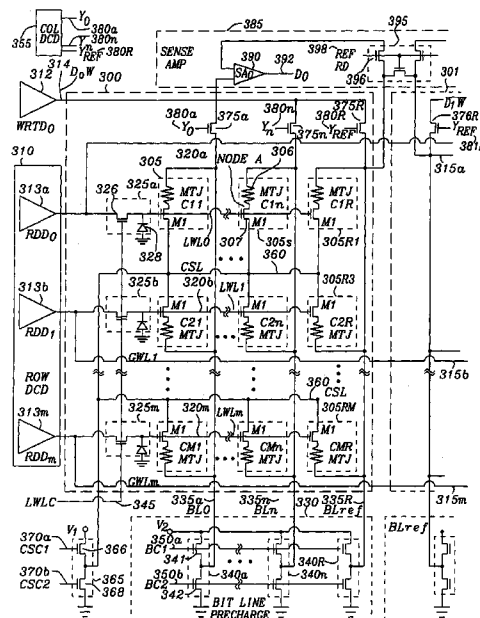 355
COL DCD
Y0
380a
380n
Yn
YREF 380R
385
SENSE AMP
390
SA0
392
D0
398
REF RD
396
395
312
314
D0W
300
WRTD0
380a
Y0
375a
380n
Yn
375n
380R
YREF
375R
301
D1W
376R
YREF
381R
315a
310
313a
RDD0
326
325a
320a
305
NODE A
306
MTJ
C11
MTJ
C1n
MTJ
C1R
M1
M1
328
LWL0
307
305s
305R1
CSL
360
313b
RDD1
325b
320b
LWL1
305R3
M1
M1
M1
C21
MTJ
C2n
MTJ
C2R
MTJ
GWL1
315b
ROW DCD
360
CSL
313m
RDDm
325m
320m
LWLm
305RM
M1
M1
M1
CM1
MTJ
CMn
MTJ
CMR
MTJ
GWLm
315m
LWLC
345
335a
BL0
335n
BLn
330
335R
BLref
BLref
V1
370a
CSC1
366
370b
CSC2
365
368
V2
350a
BC1
341
350b
BC2
342
340a
340n
340R
BIT LINE PRECHARGE